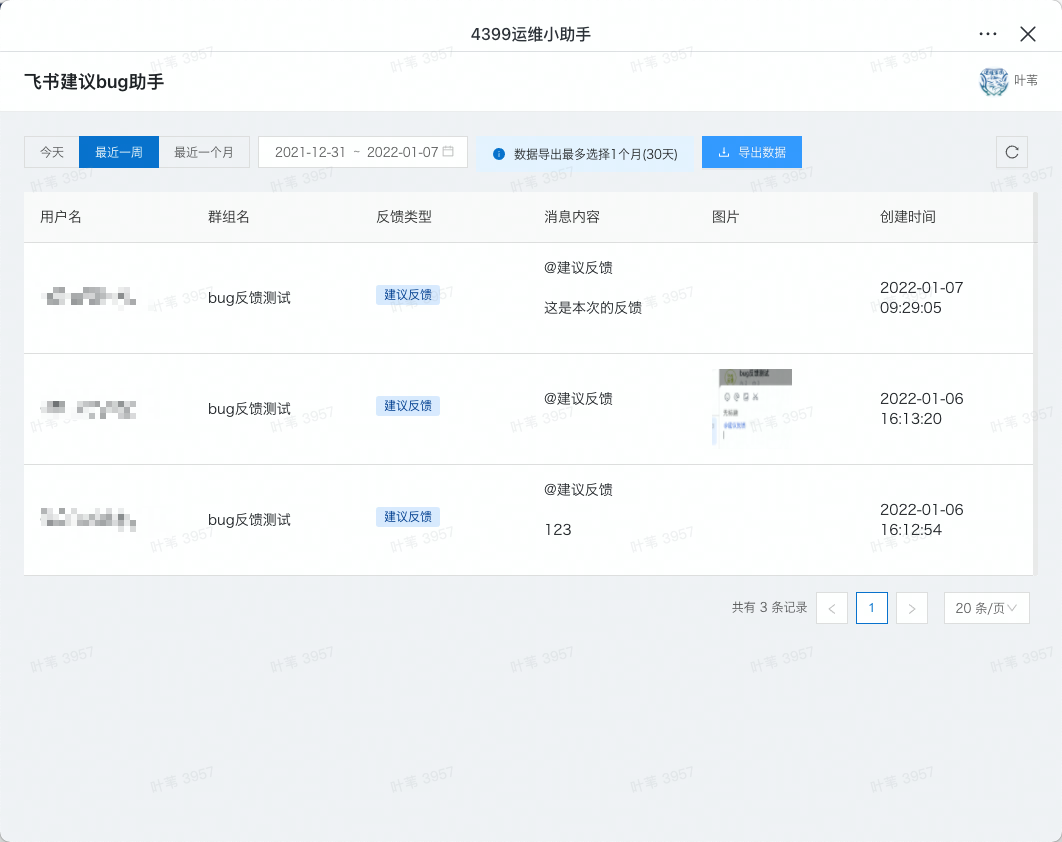 4399运维小助手
飞书建议bug助手
叶苇
今天 最近一周 最近一个月 2021-12-31 ~ 2022-01-07 数据导出最多选择1个月(30天) 导出数据
用户名 群组名 反馈类型 消息内容 图片 创建时间
@建议反馈
bug反馈测试 建议反馈 2022-01-07
这是本次的反馈 09:29:05
bug反馈测试
@建议反馈 2022-01-06
bug反馈测试 建议反馈 16:13:20
@建议反馈
@建议反馈
bug反馈测试 建议反馈 2022-01-06
123 16:12:54
共有 3 条记录 < 1 > 20 条/页
叶苇 3957